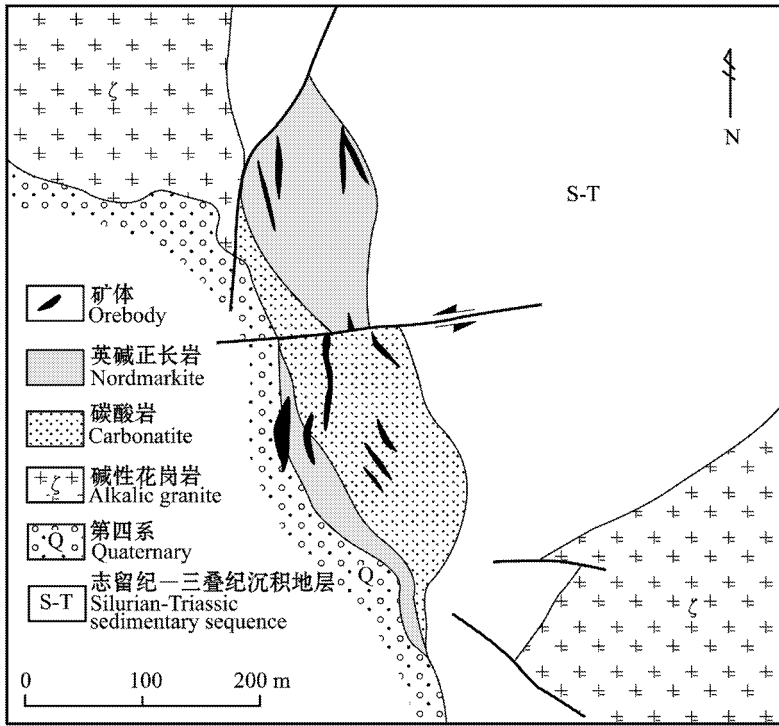 ζ
N
S-T
矿体
Orebody
英碱正长岩
Nordmarkite
碳酸岩
Carbonatite
ζ
碱性花岗岩
Alkalic granite
Q
第四系
Quaternary
Q
S-T
志留纪—三叠纪沉积地层
Silurian-Triassic
sedimentary sequence
ζ
0 100 200 m